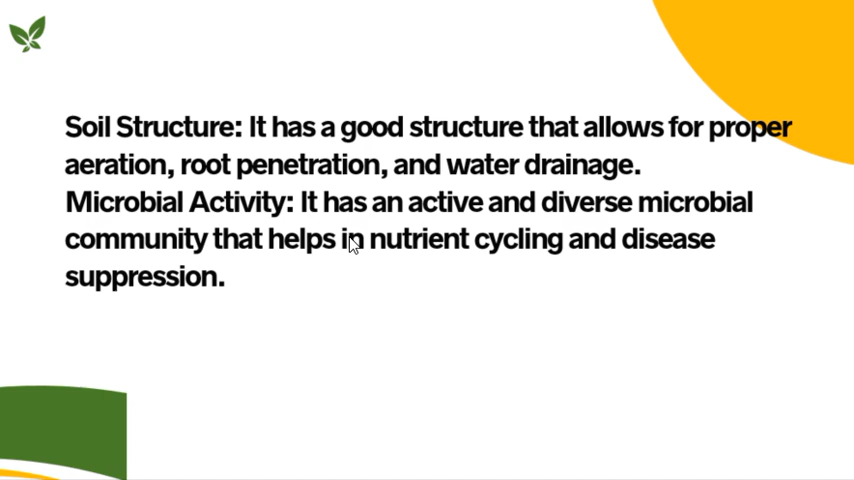 Soil Structure: It has a good structure that allows for proper
aeration, root penetration, and water drainage.
Microbial Activity: It has an active and diverse microbial
community that helps in nutrient cycling and disease
suppression.